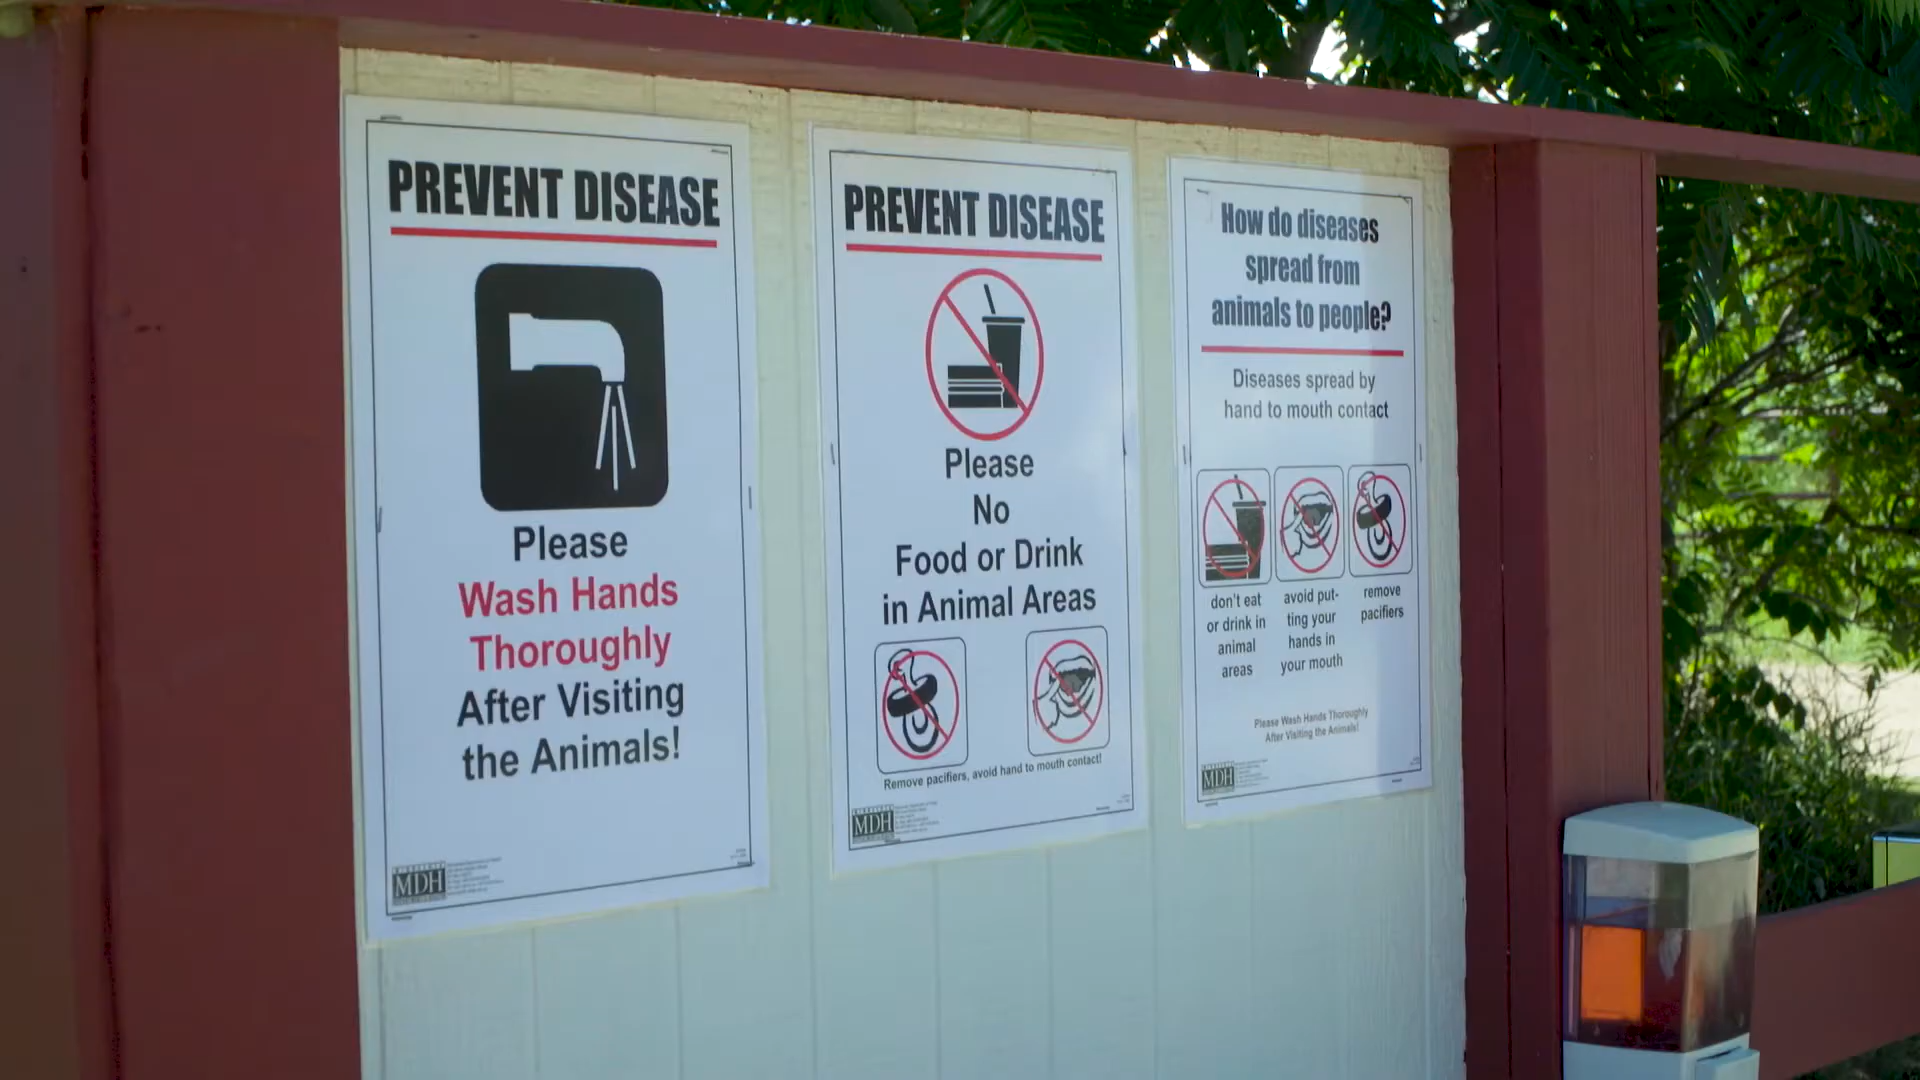 PREVENT DISEASE
Please
Wash Hands
Thoroughly
After Visiting
the Animals!
MDH
PREVENT DISEASE
Please
No
Food or Drink
in Animal Areas
Remove pacifiers, avoid hand to mouth contact!
MDH
How do diseases
spread from
animals to people?
Diseases spread by
hand to mouth contact
don't eat
or drink in
animal
areas
avoid put-
ting your
hands in
your mouth
remove
pacifiers
Please Wash Hands Thoroughly
After Visiting the Animals!
MDH